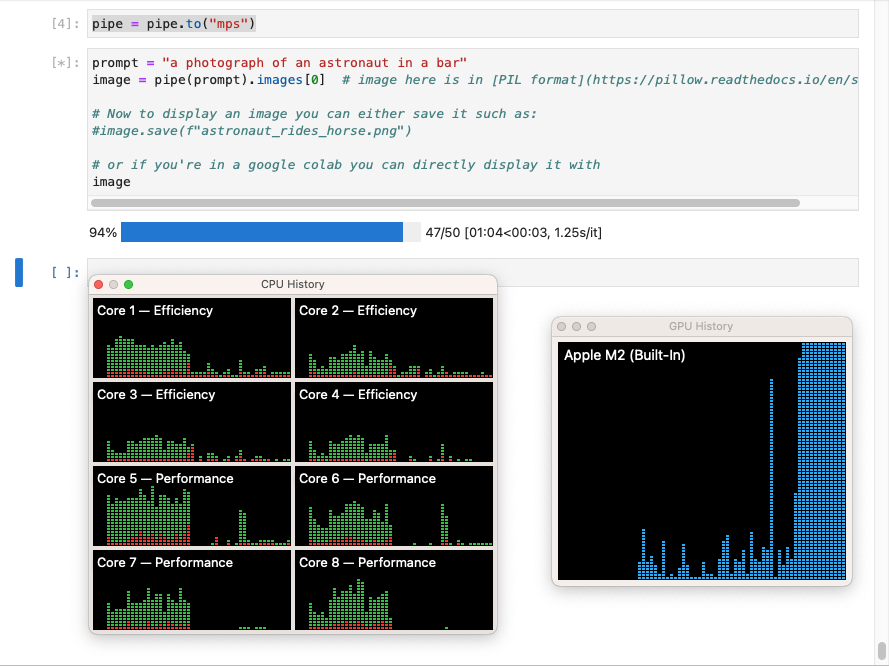 [4]: pipe = pipe.to("mps")
[*]: prompt = "a photograph of an astronaut in a bar"
image = pipe(prompt).images[0]  # image here is in [PIL format](https://pillow.readthedocs.io/en/s
# Now to display an image you can either save it such as:
#image.save(f"astronaut_rides_horse.png")
# or if you're in a google colab you can directly display it with
image
94% 47/50 [01:04<00:03, 1.25s/it]
[ ]:
CPU History
Core 1 — Efficiency
Core 2 — Efficiency
Core 3 — Efficiency
Core 4 — Efficiency
Core 5 — Performance
Core 6 — Performance
Core 7 — Performance
Core 8 — Performance
GPU History
Apple M2 (Built-In)